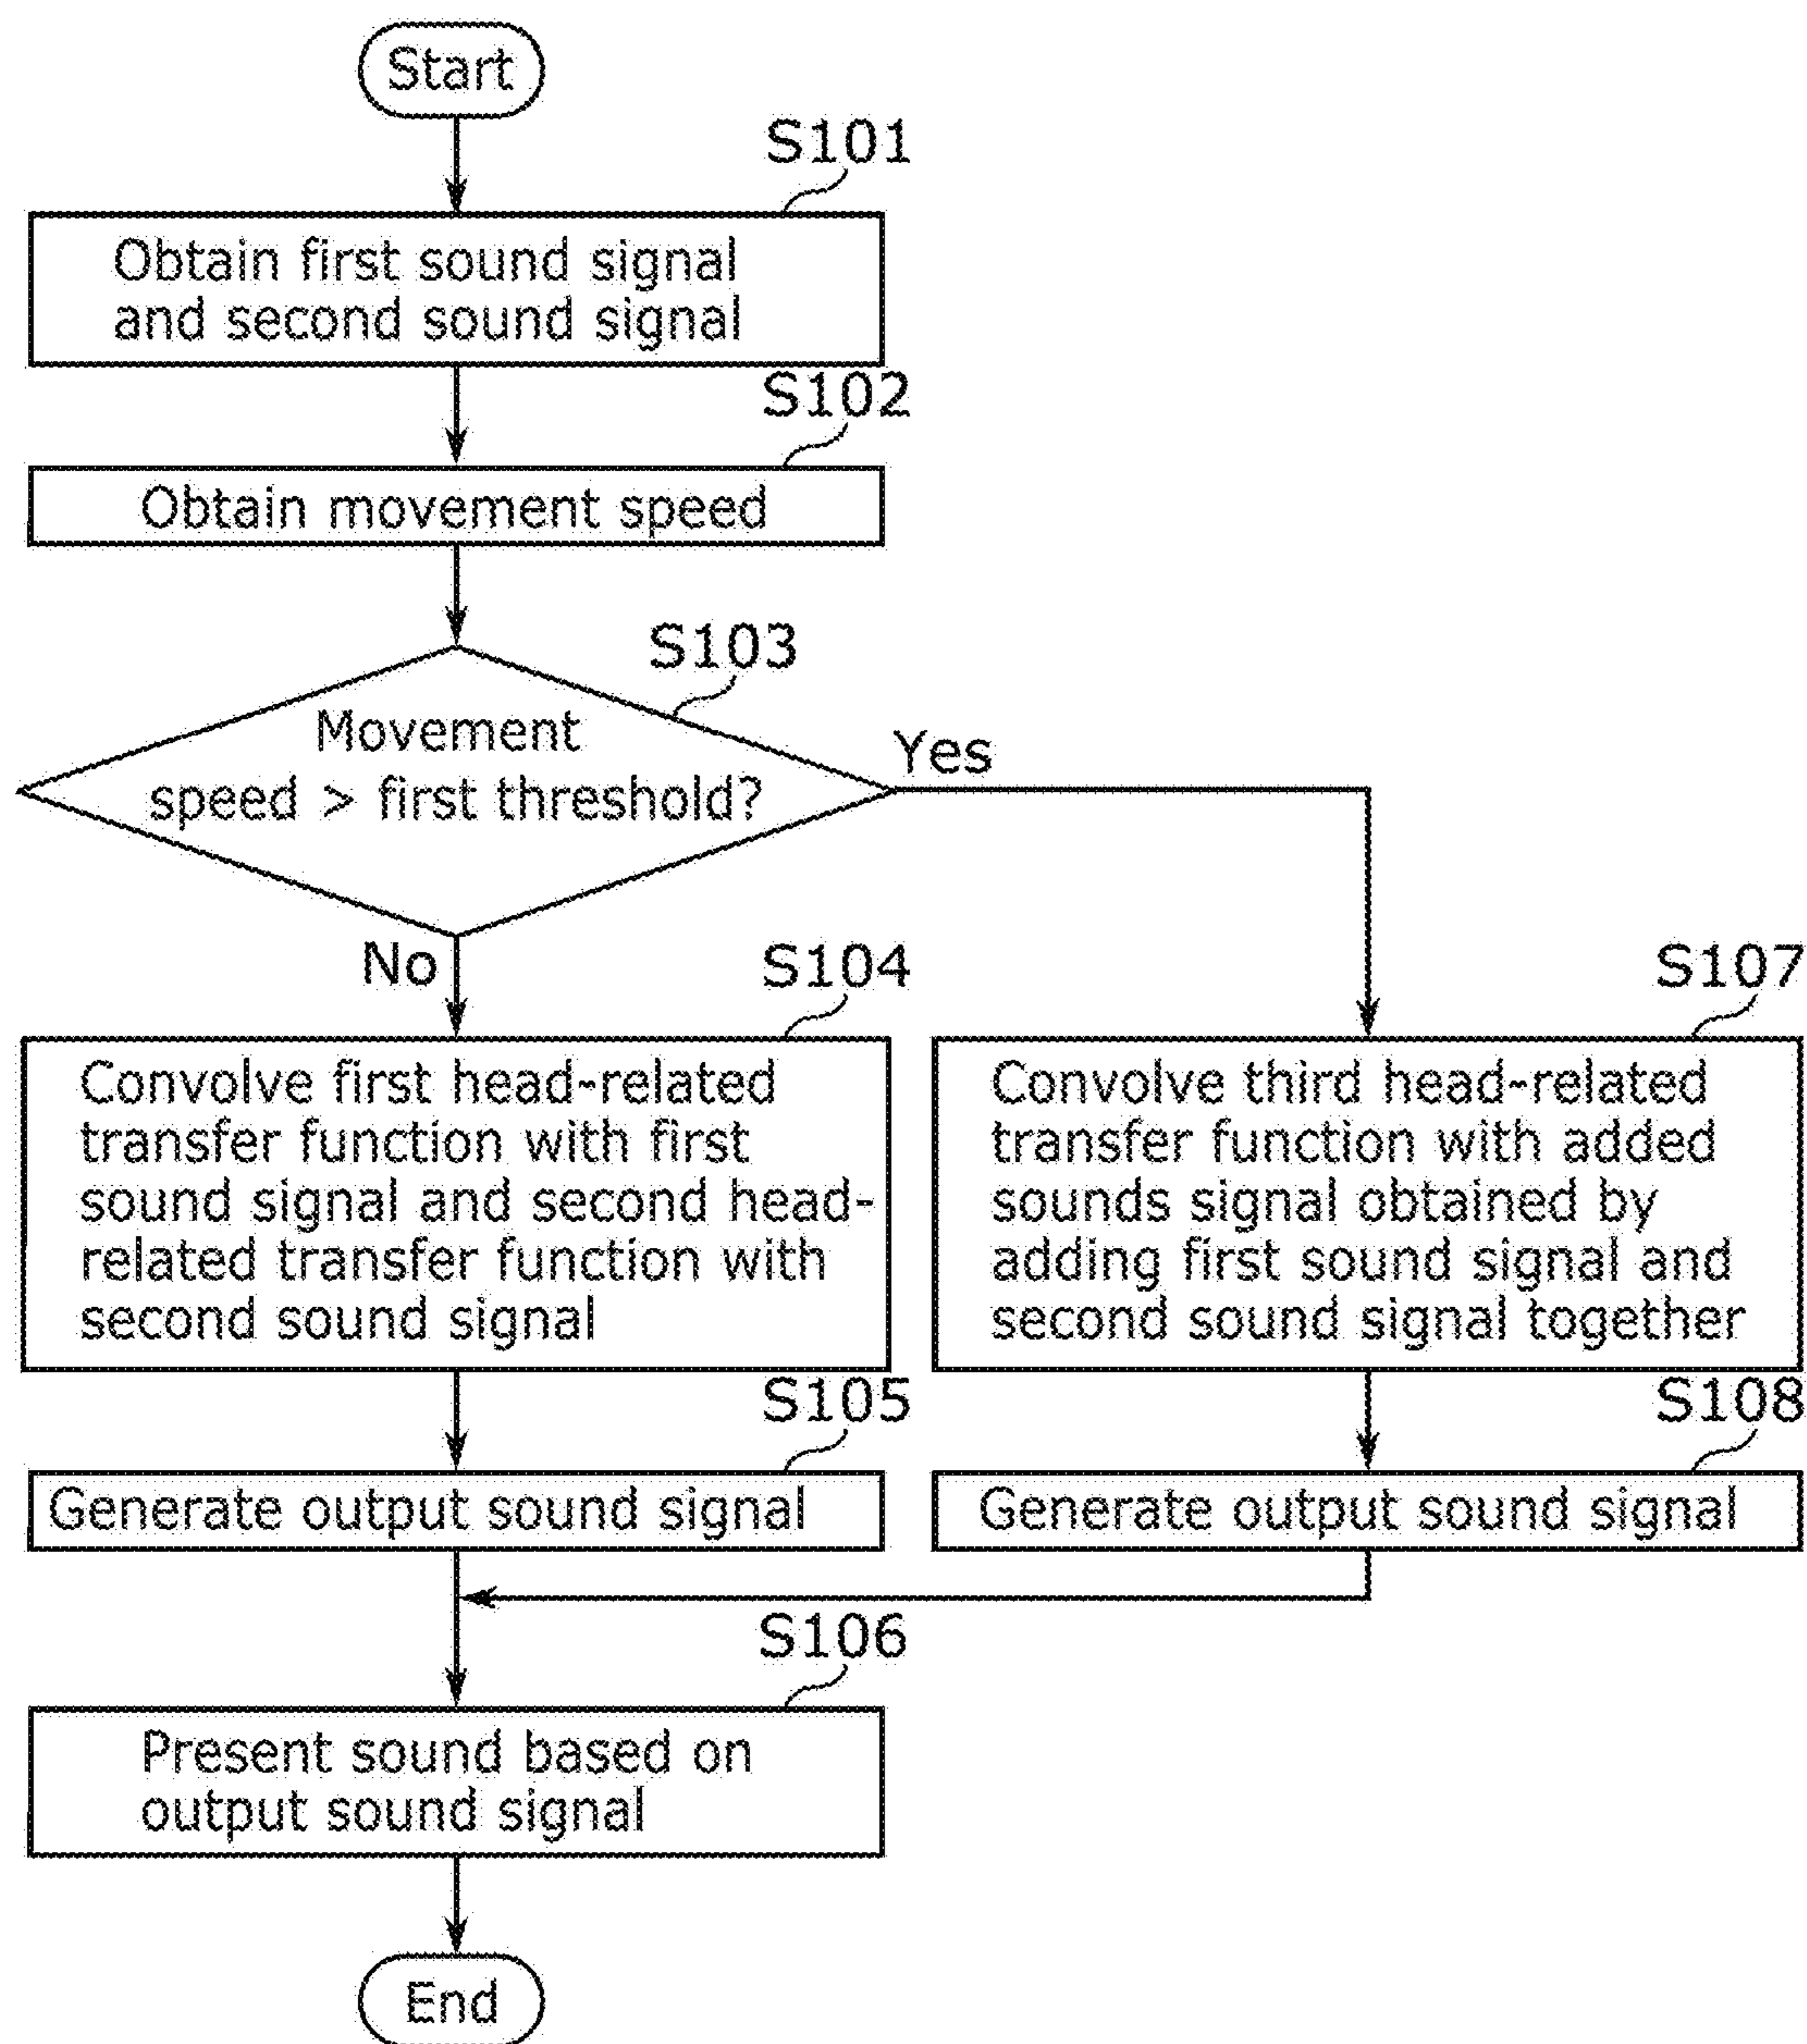 Start
S101
Obtain first sound signal
and second sound signal
S102
Obtain movement speed
S103
Movement
speed > first threshold?
Yes
No
S104
Convolve first head-related
transfer function with first
sound signal and second head-
related transfer function with
second sound signal
S107
Convolve third head-related
transfer function with added
sounds signal obtained by
adding first sound signal and
second sound signal together
S105
Generate output sound signal
S108
Generate output sound signal
S106
Present sound based on
output sound signal
End